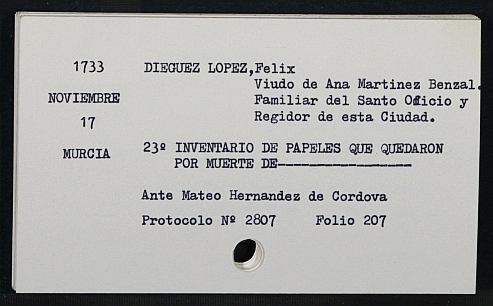 1733 DIEGUEZ LOPEZ,Felix
Viudo de Ana Martinez Benzal.
NOVIEMBRE Familiar del Santo Oficio y
17 Regidor de esta Ciudad.
MURCIA 23º INVENTARIO DE PAPELES QUE QUEDARON
POR MUERTE DE-----------------
Ante Mateo Hernandez de Cordova
Protocolo Nº 2807 Folio 207